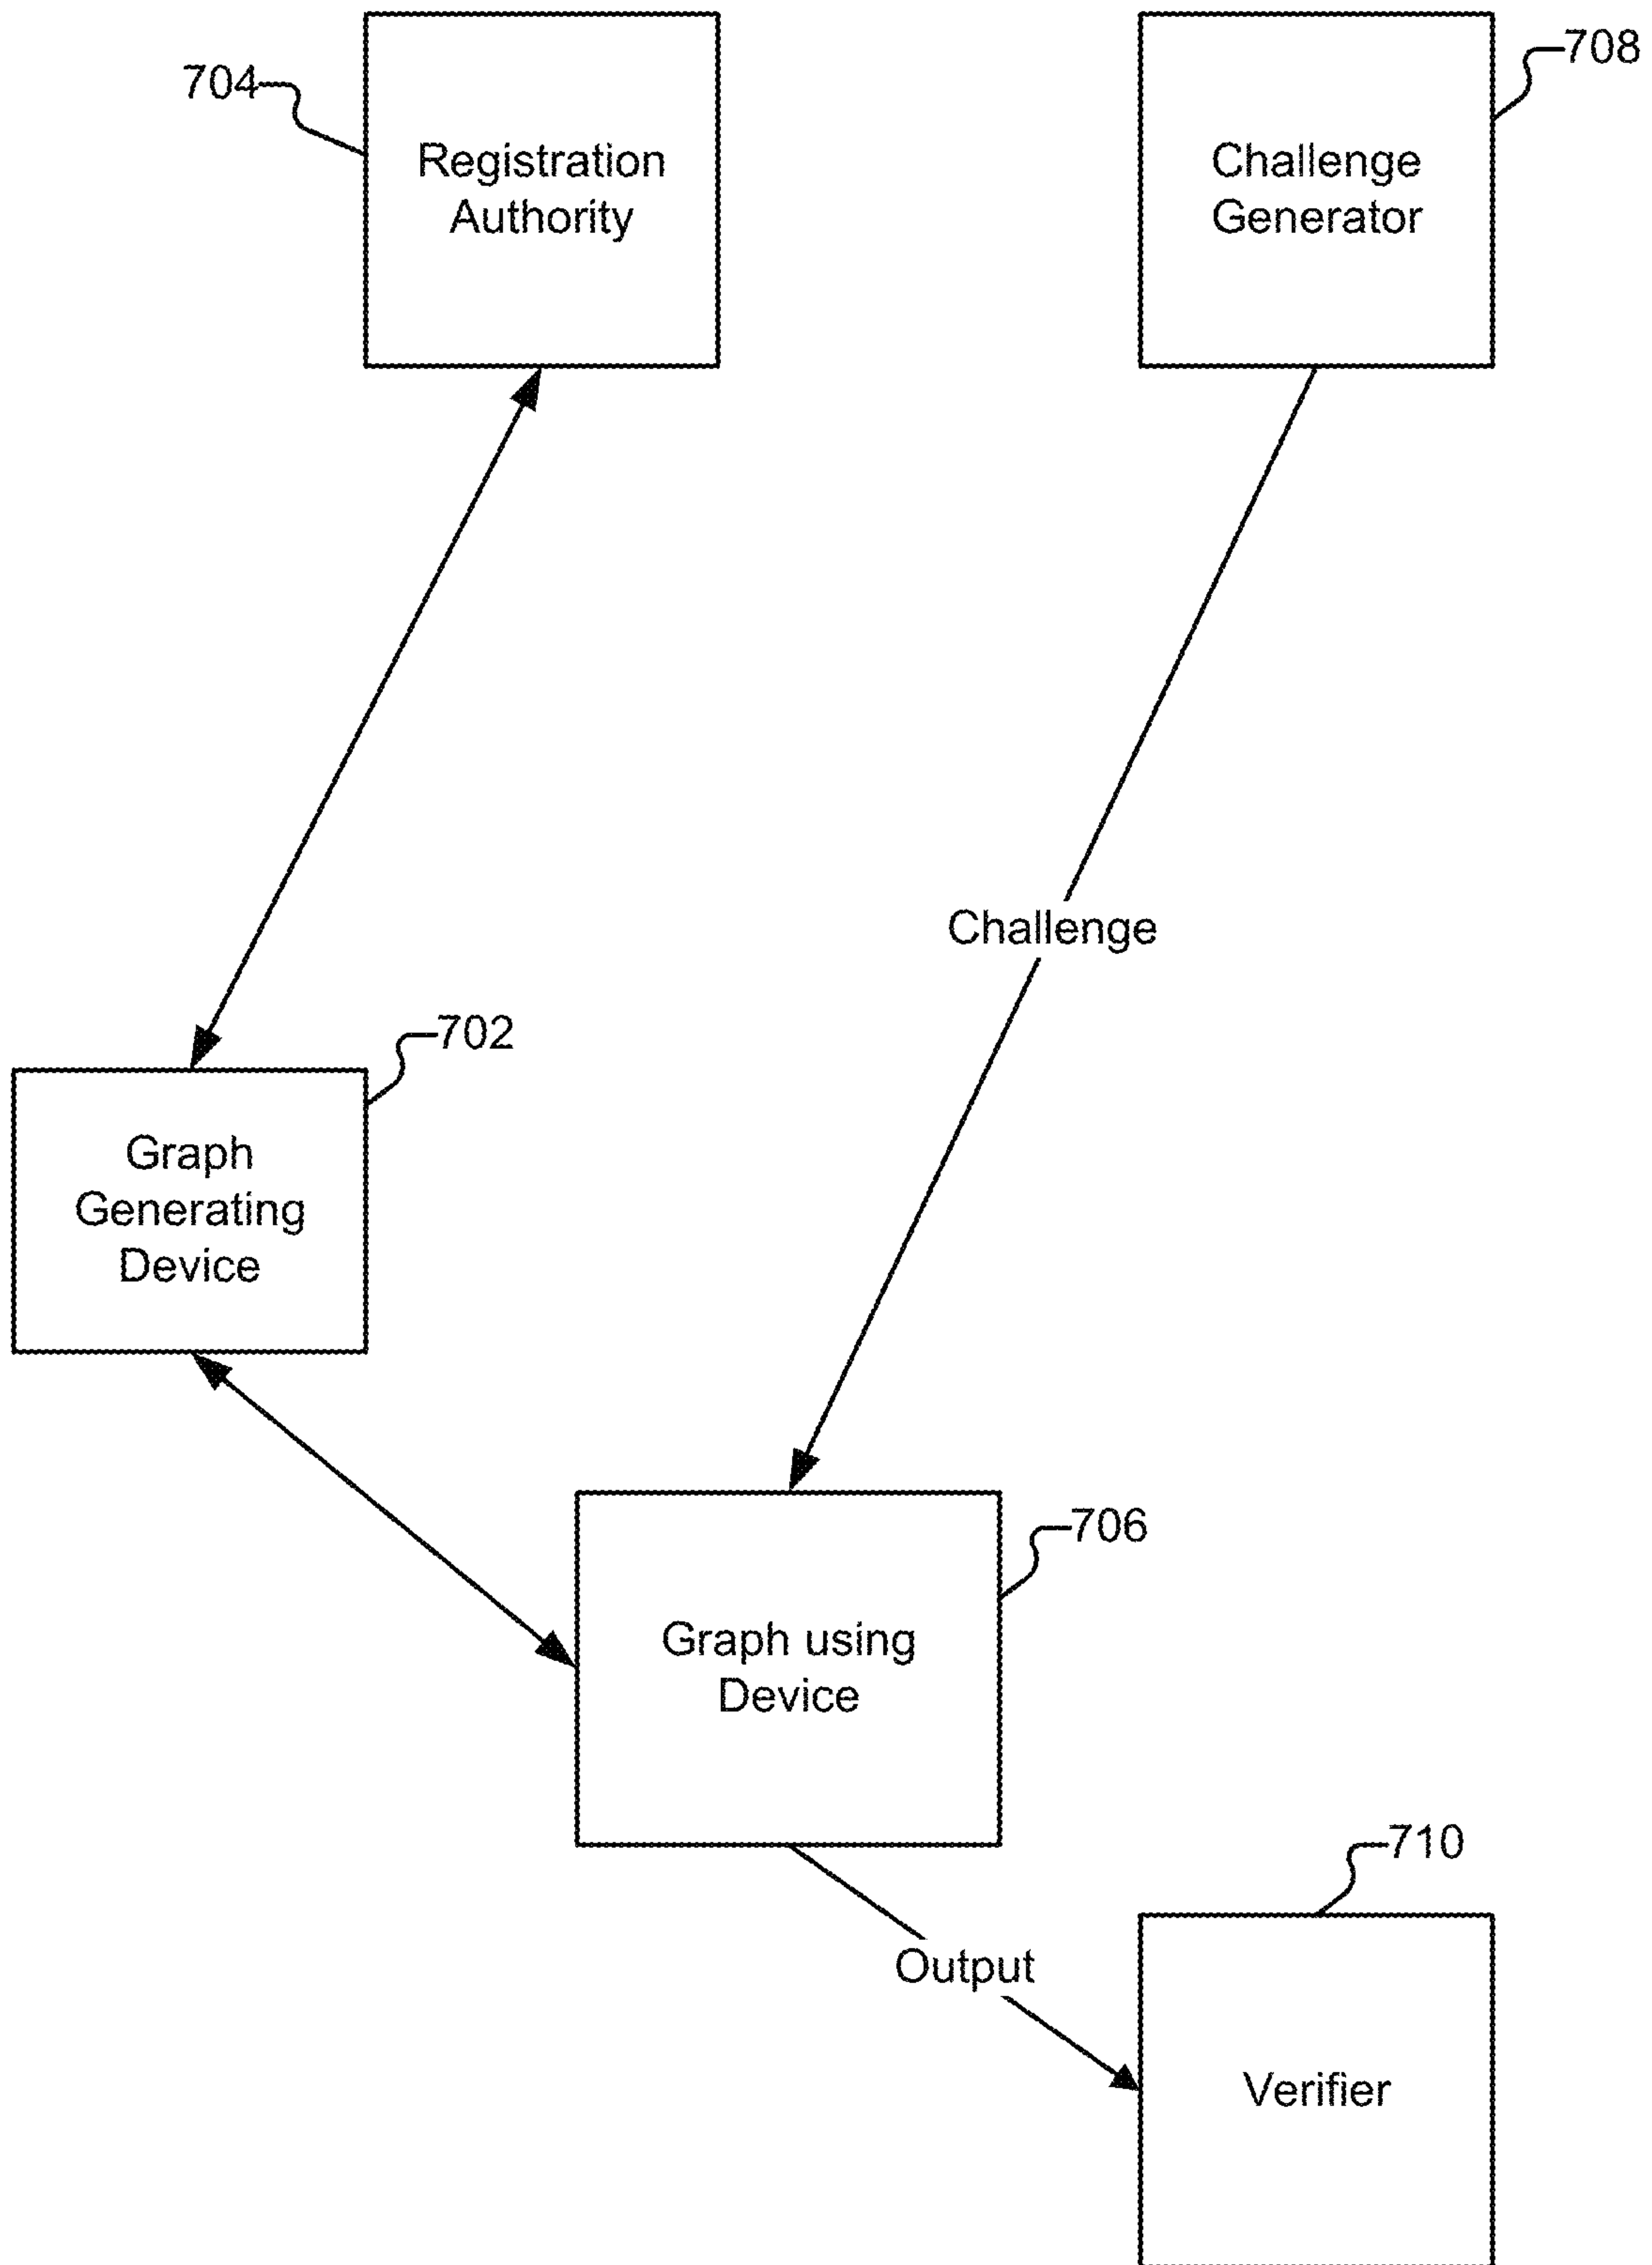 704
Registration
Authority
708
Challenge
Generator
Challenge
702
Graph
Generating
Device
706
Graph using
Device
710
Output
Verifier